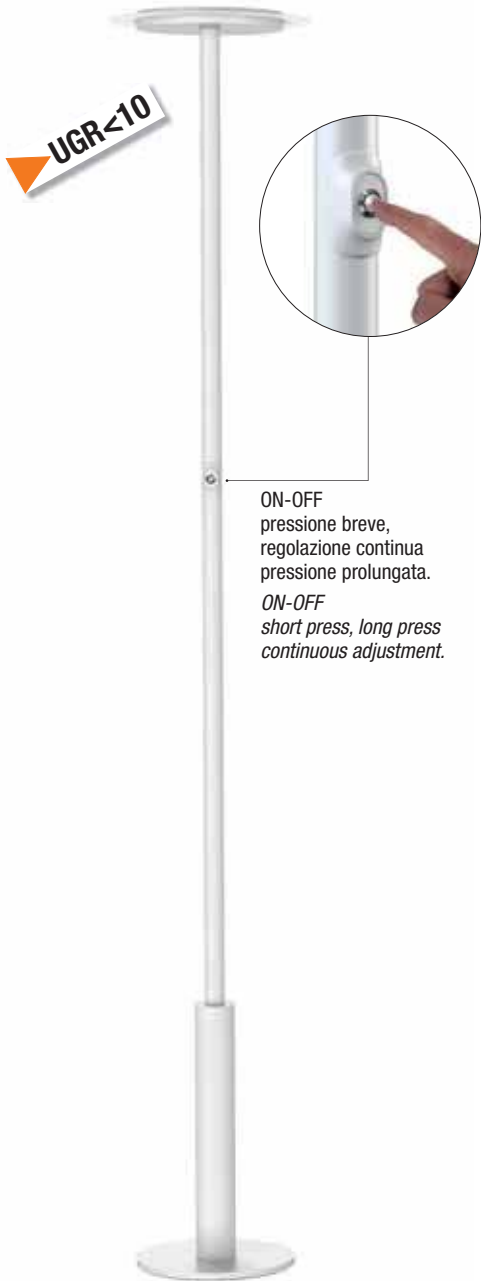 UGR<10
ON-OFF
pressione breve,
regolazione continua
pressione prolungata.
ON-OFF
short press, long press
continuous adjustment.